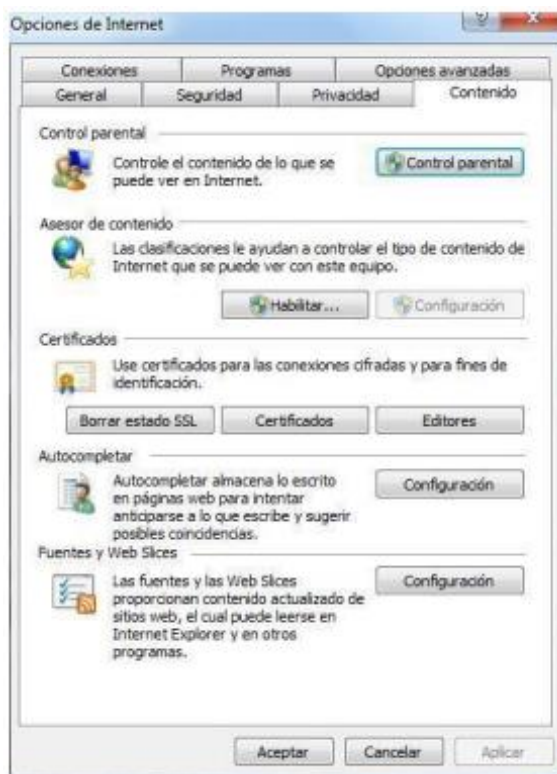 Opciones de Internet
Conexiones Programas Opciones avanzadas
General Seguridad Privacidad Contenido
Control parental
Controle el contenido de lo que se
puede ver en Internet.
Control parental
Asesor de contenido
Las clasificaciones le ayudan a controlar el tipo de contenido de
Internet que se puede ver con este equipo.
Habilitar... Configuración
Certificados
Use certificados para las conexiones cifradas y para fines de
identificación.
Borrar estado SSL Certificados Editores
Autocompletar
Autocompletar almacena lo escrito
en páginas web para intentar
anticiparse a lo que escribe y sugerir
posibles coincidencias.
Configuración
Fuentes y Web Slices
Las fuentes y las Web Slices
proporcionan contenido actualizado de
sitios web, el cual puede leerse en
Internet Explorer y en otros
programas.
Configuración
Aceptar Cancelar Aplicar